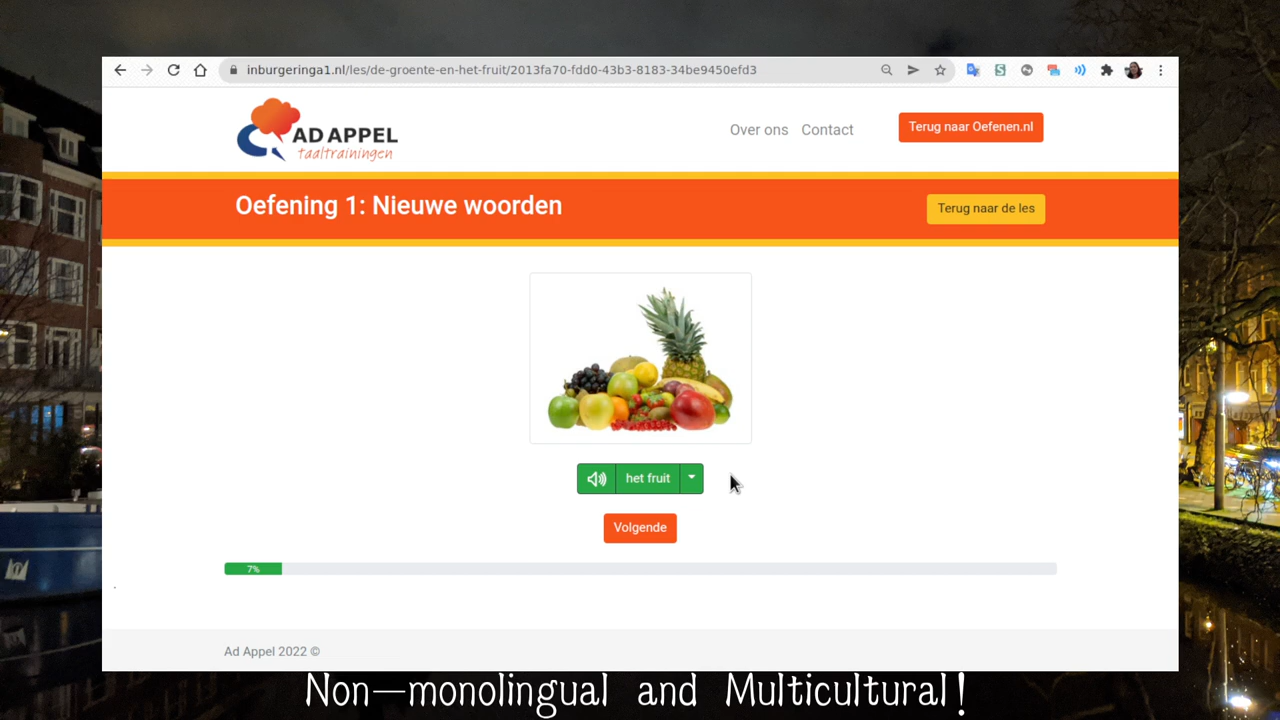 inburgeringa1.nl/les/de-groente-en-het-fruit/2013fa70-fdd0-43b3-8183-34be9450efd3
AD APPEL
taaltrainingen
Over ons
Contact
Terug naar Oefenen.nl
Oefening 1: Nieuwe woorden
Terug naar de les
het fruit
Volgende
7%
Ad Appel 2022 ©
Non–monolingual and Multicultural!